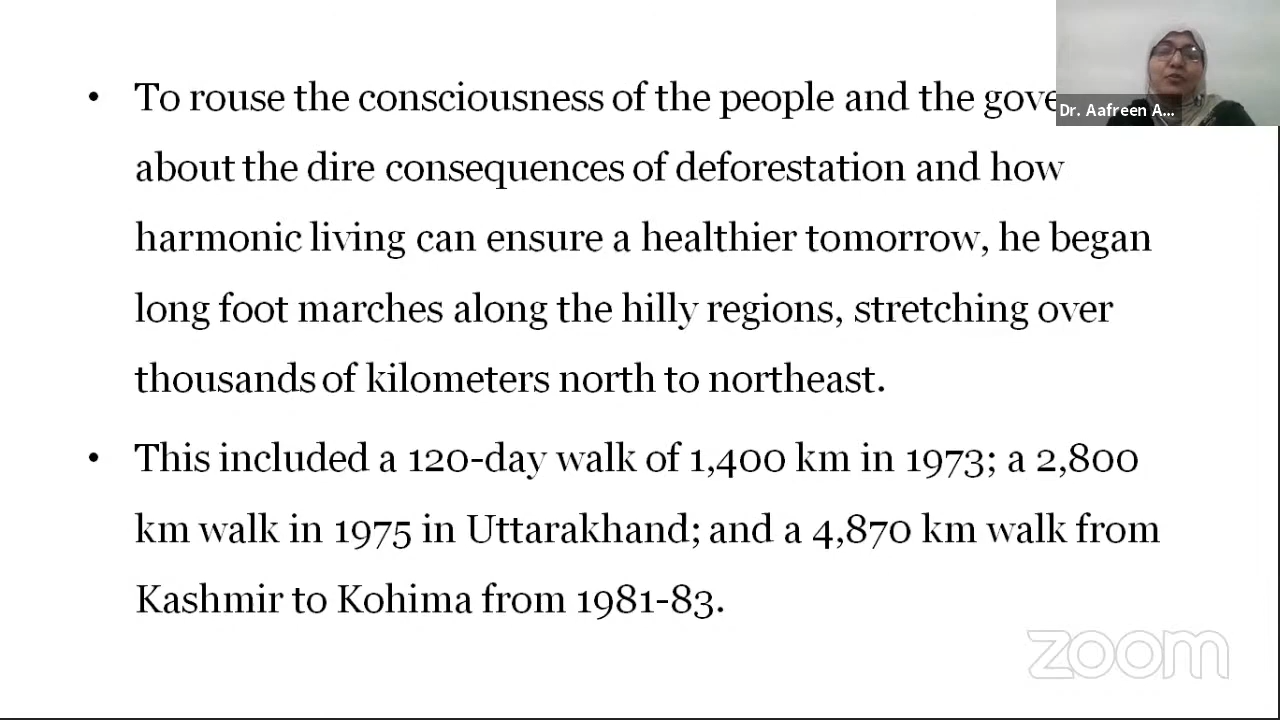 • To rouse the consciousness of the people and the gove
Dr. Aafreen A...
about the dire consequences of deforestation and how
harmonic living can ensure a healthier tomorrow, he began
long foot marches along the hilly regions, stretching over
thousands of kilometers north to northeast.
• This included a 120-day walk of 1,400 km in 1973; a 2,800
km walk in 1975 in Uttarakhand; and a 4,870 km walk from
Kashmir to Kohima from 1981-83.
zoom